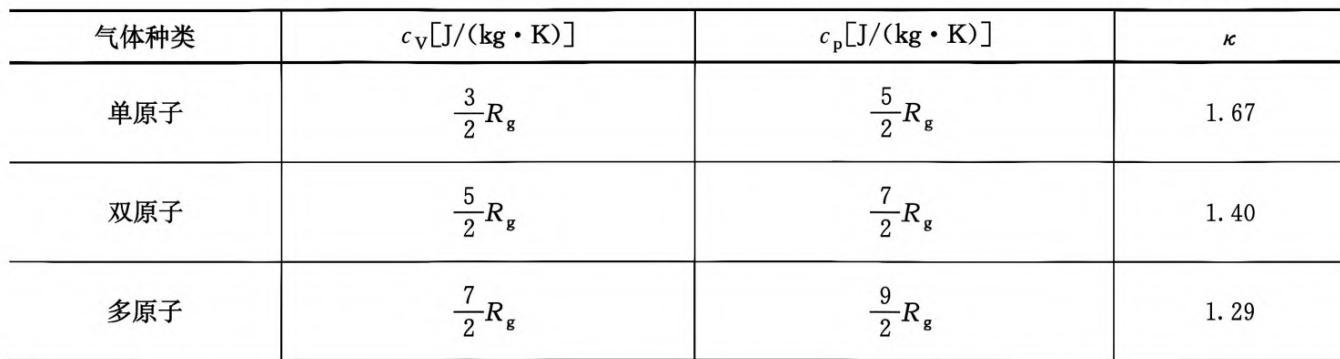 气体种类 c_V[J/(kg·K)] c_p[J/(kg·K)] κ
单原子 3/2 R_g 5/2 R_g 1.67
双原子 5/2 R_g 7/2 R_g 1.40
多原子 7/2 R_g 9/2 R_g 1.29